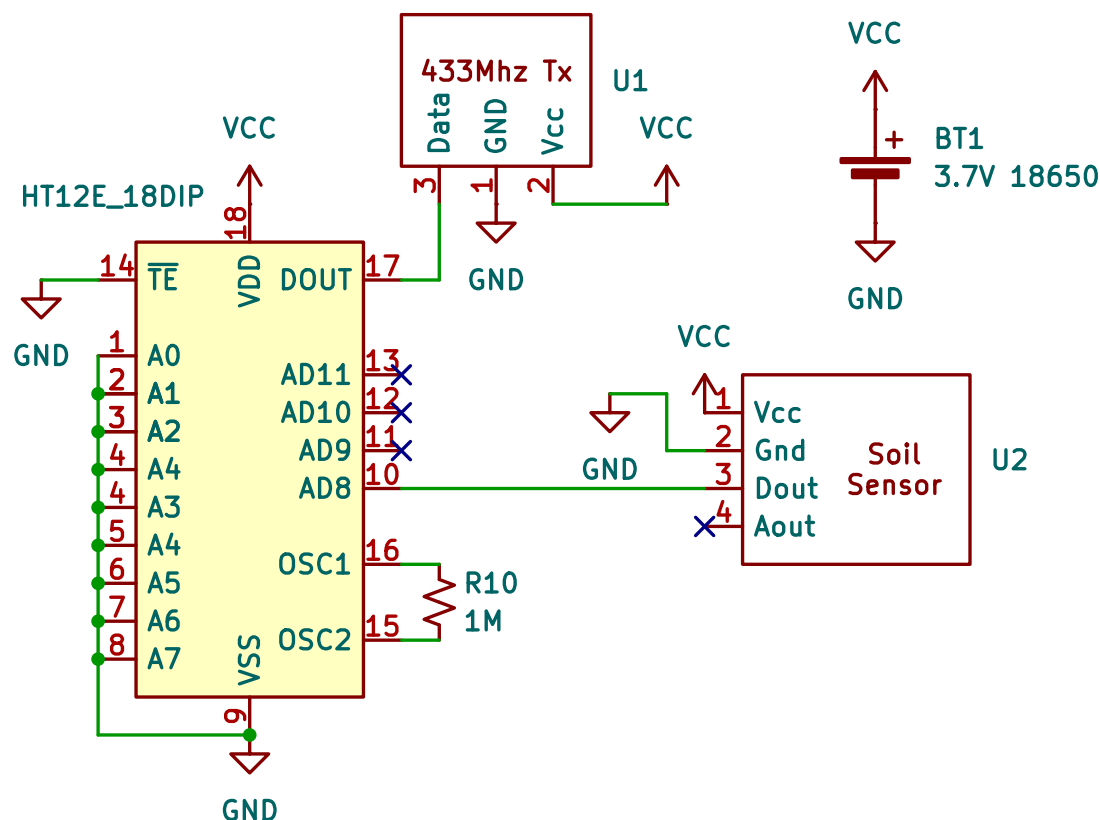 VCC
433Mhz Tx
U1
Data
GND
Vcc
3
1
2
VCC
VCC
+
BT1
3.7V 18650
GND
HT12E_18DIP
VCC
18
VDD
14
TE
GND
DOUT
17
GND
1
A0
2
A1
3
A2
4
A4
4
A3
5
A4
6
A5
7
A6
8
A7
AD11
13
AD10
12
AD9
11
AD8
10
OSC1
16
OSC2
15
R10
1M
VSS
9
GND
VCC
GND
1
Vcc
2
Gnd
3
Dout
4
Aout
Soil
Sensor
U2